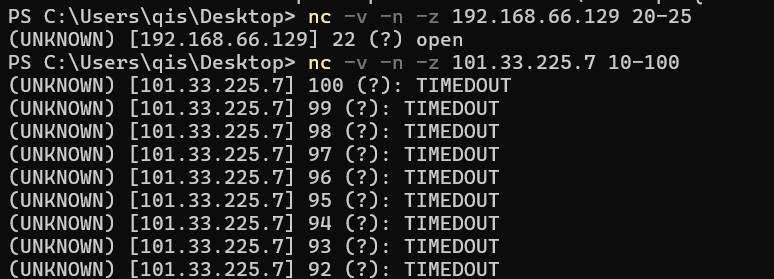 PS C:\Users\qis\Desktop> nc -v -n -z 192.168.66.129 20-25
(UNKNOWN) [192.168.66.129] 22 (?) open
PS C:\Users\qis\Desktop> nc -v -n -z 101.33.225.7 10-100
(UNKNOWN) [101.33.225.7] 100 (?): TIMEDOUT
(UNKNOWN) [101.33.225.7] 99 (?): TIMEDOUT
(UNKNOWN) [101.33.225.7] 98 (?): TIMEDOUT
(UNKNOWN) [101.33.225.7] 97 (?): TIMEDOUT
(UNKNOWN) [101.33.225.7] 96 (?): TIMEDOUT
(UNKNOWN) [101.33.225.7] 95 (?): TIMEDOUT
(UNKNOWN) [101.33.225.7] 94 (?): TIMEDOUT
(UNKNOWN) [101.33.225.7] 93 (?): TIMEDOUT
(UNKNOWN) [101.33.225.7] 92 (?): TIMEDOUT